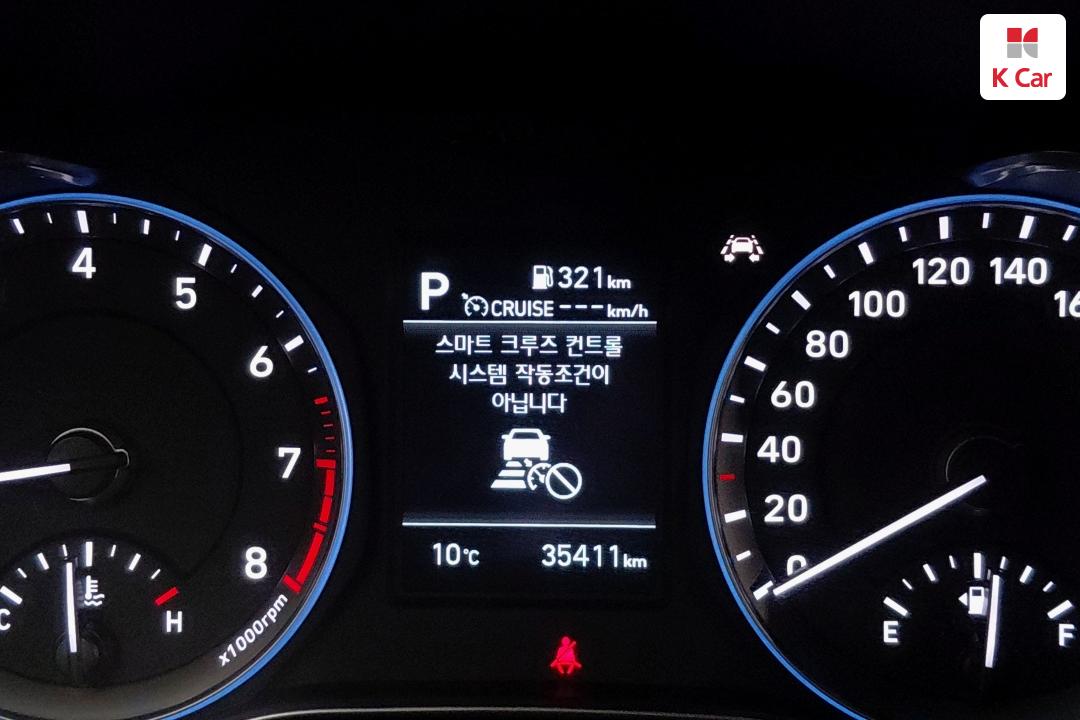 K Car
P
321km
CRUISE ---km/h
스마트 크루즈 컨트롤
시스템 작동조건이
아닙니다
10℃ 35411km
4
5
6
7
8
x1000rpm
C
H
0
20
40
60
80
100
120
140
E
F